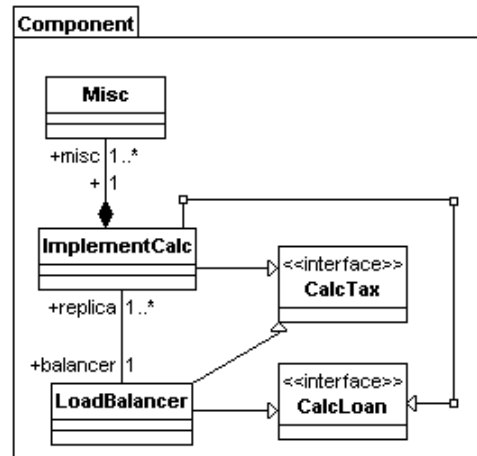 Component
Misc
+misc 1..*
+ 1
ImplementCalc
<<interface>>
CalcTax
+replica 1..*
+balancer 1
<<interface>>
LoadBalancer
CalcLoan